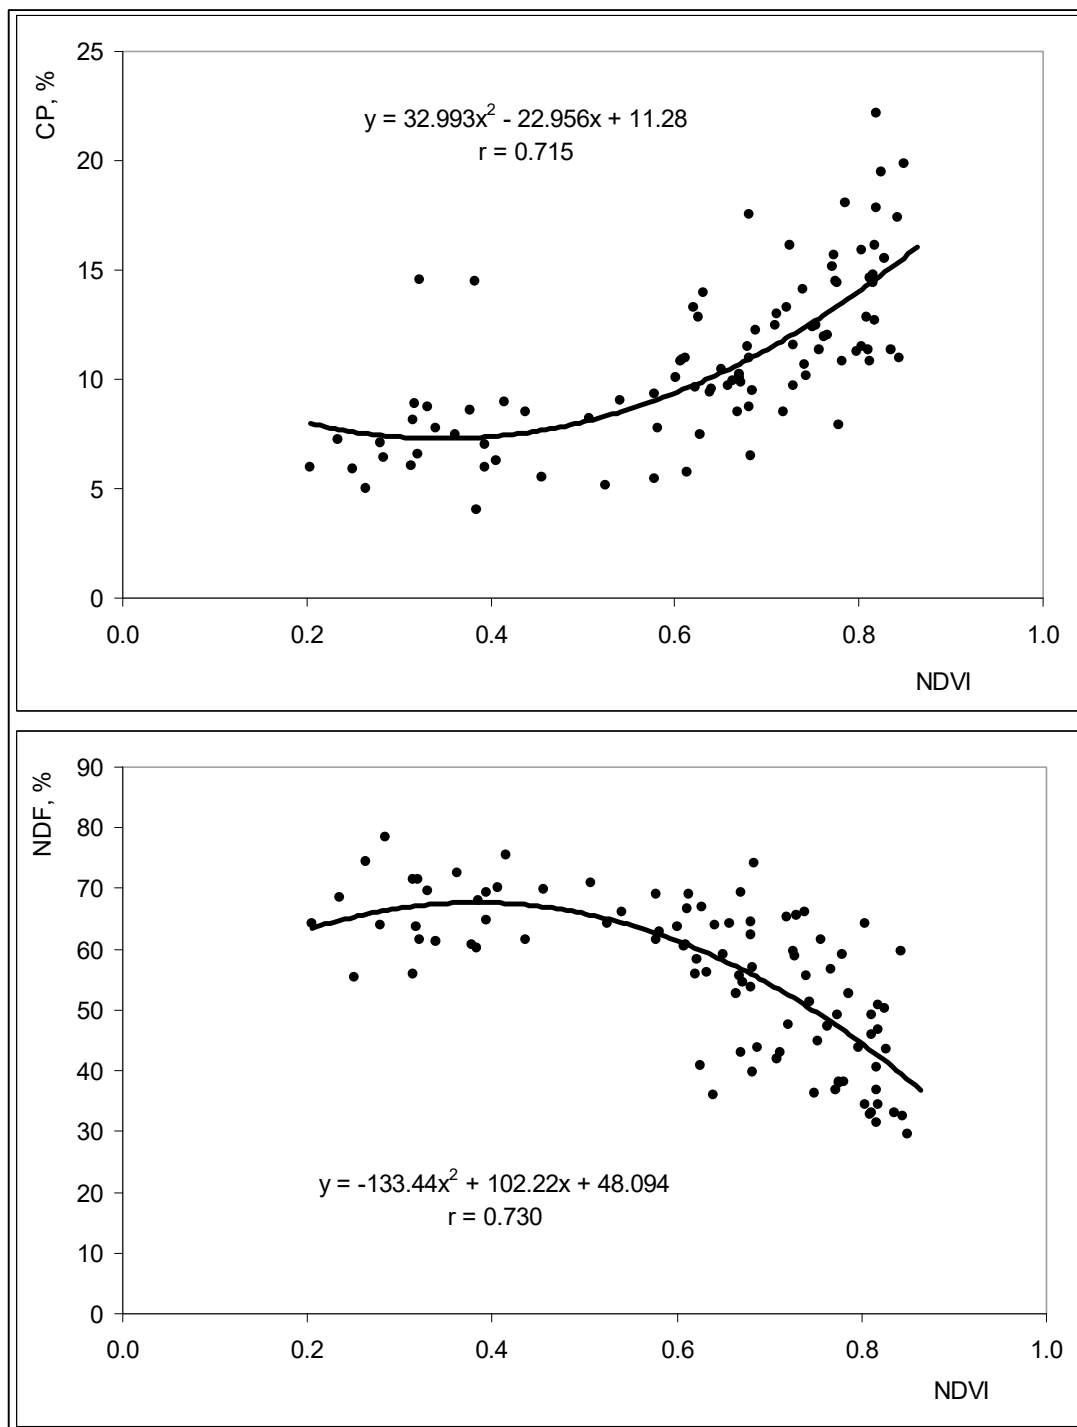 CP, %
25
20
15
10
5
0
y = 32.993x² - 22.956x + 11.28
r = 0.715
0.0 0.2 0.4 0.6 0.8 1.0
NDVI
NDF, %
90
80
70
60
50
40
30
20
10
0
y = -133.44x² + 102.22x + 48.094
r = 0.730
0.0 0.2 0.4 0.6 0.8 1.0
NDVI